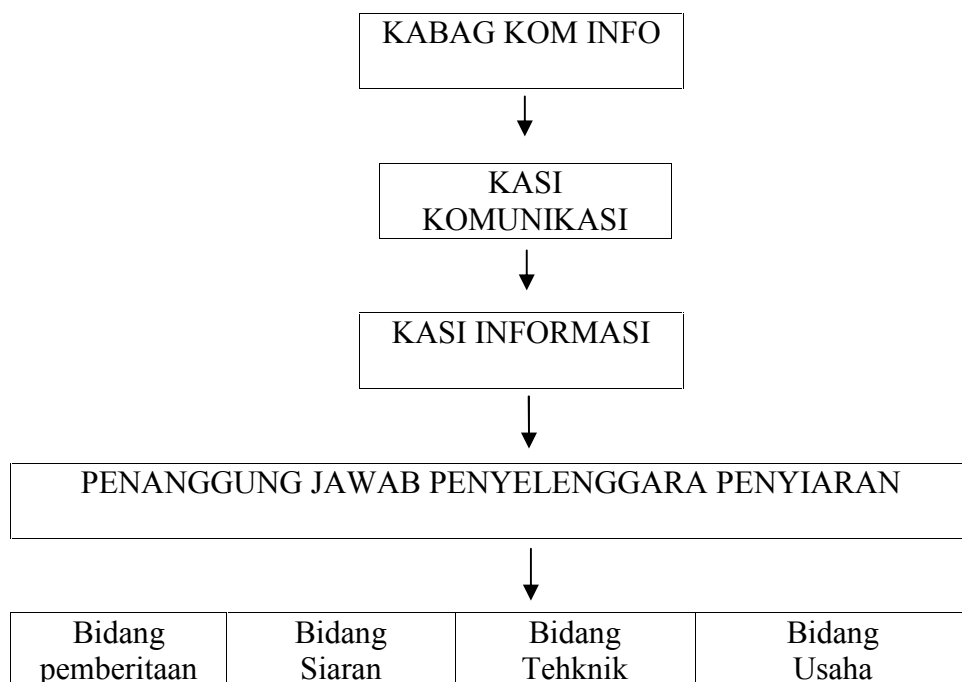 KABAG KOM INFO
KASI
KOMUNIKASI
KASI INFORMASI
PENANGGUNG JAWAB PENYELENGGARA PENYIARAN
Bidang
pemberitaan
Bidang
Siaran
Bidang
Tehknik
Bidang
Usaha